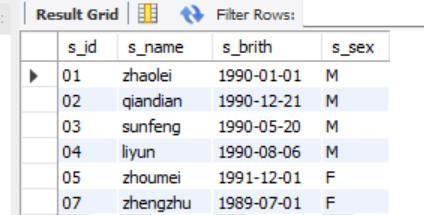 Result Grid Filter Rows:
s_id s_name s_brith s_sex
01 zhaolei 1990-01-01 M
02 qiandian 1990-12-21 M
03 sunfeng 1990-05-20 M
04 liyun 1990-08-06 M
05 zhoumei 1991-12-01 F
07 zhengzhu 1989-07-01 F